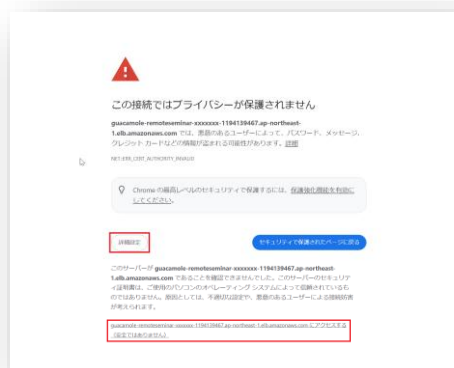 この接続ではプライバシーが保護されません
guacamole-remoteseminar-xxxxxxx-1194139467.ap-northeast-
1.elb.amazonaws.com では、悪意のあるユーザーによって、パスワード、メッセージ、
クレジット カードなどの情報が盗まれる可能性があります。詳細
NET::ERR_CERT_AUTHORITY_INVALID
Chrome の最高レベルのセキュリティで保護するには、保護強化機能を有効に
してください。
詳細設定
セキュリティで保護されたページに戻る
このサーバーが guacamole-remoteseminar-xxxxxxx-1194139467.ap-northeast-
1.elb.amazonaws.com であることを確認できませんでした。このサーバーのセキュリテ
ィ証明書は、ご使用のパソコンのオペレーティング システムによって信頼されているも
のではありません。原因としては、不適切な設定や、悪意のあるユーザーによる接続妨害
が考えられます。
guacamole-remoteseminar-xxxxxxx-1194139467.ap-northeast-1.elb.amazonaws.com にアクセスする
（安全ではありません）